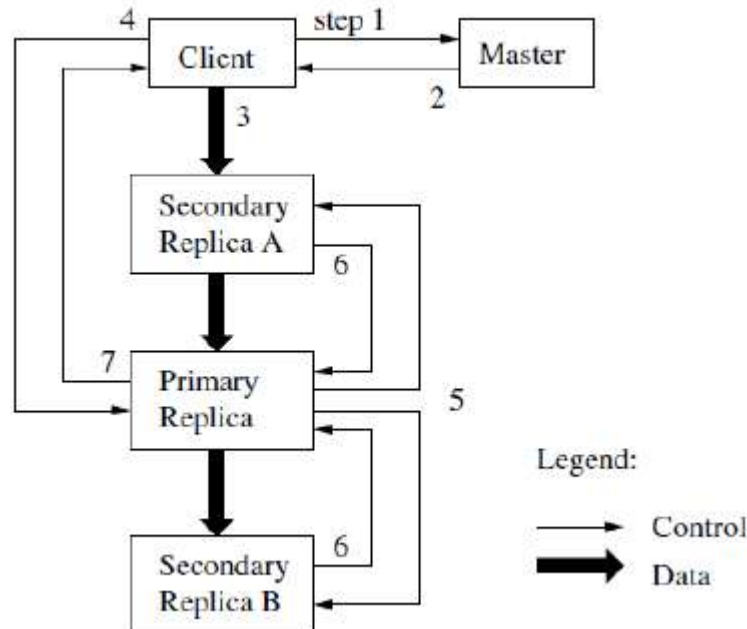 4
step 1
Client
Master
2
3
Secondary
Replica A
6
7
Primary
Replica
5
Legend:
Control
6
Secondary
Replica B
Data